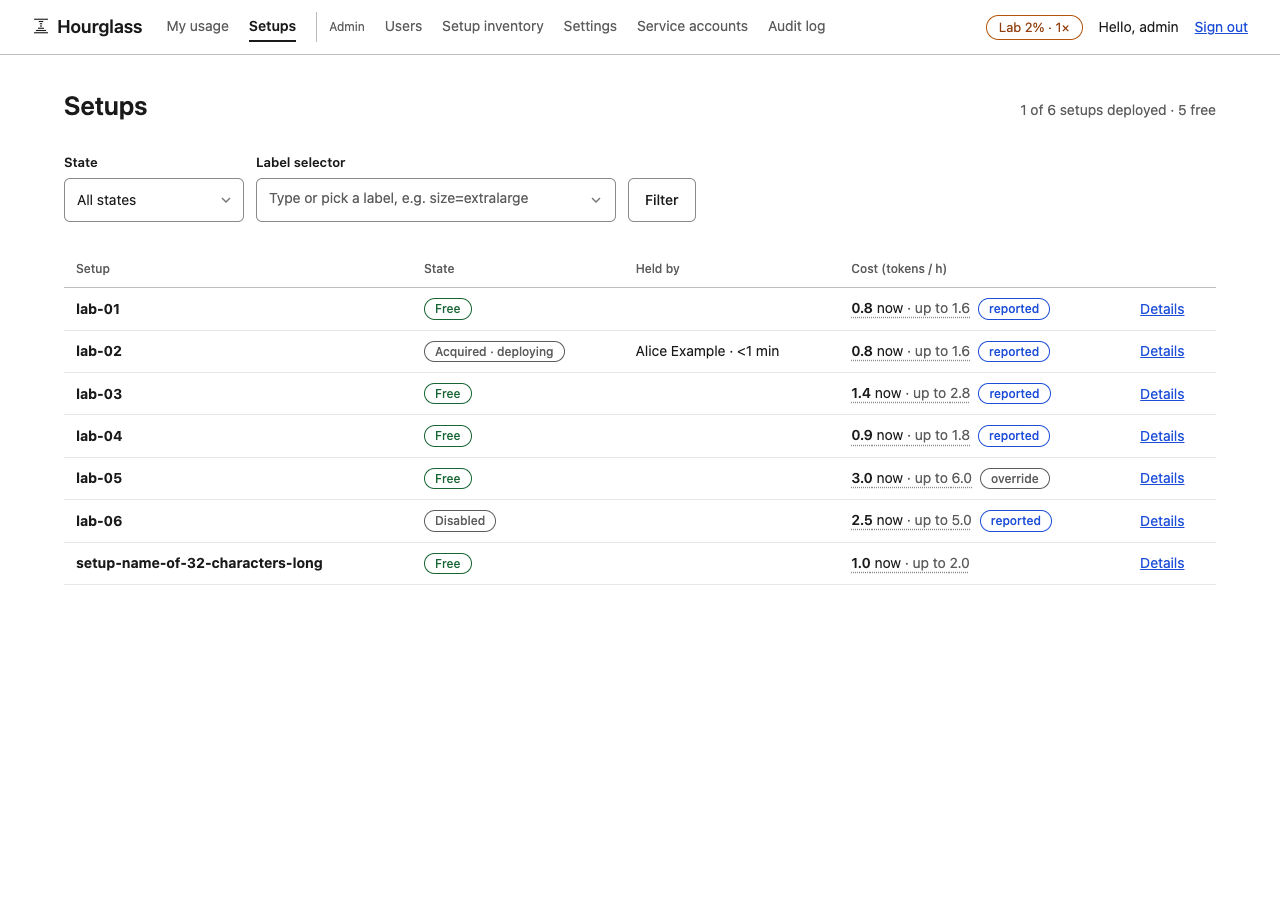 Hourglass My usage Setups Admin Users Setup inventory Settings Service accounts Audit log Lab 2% · 1× Hello, admin Sign out
Setups 1 of 6 setups deployed · 5 free
State Label selector
All states Type or pick a label, e.g. size=extralarge Filter
Setup State Held by Cost (tokens / h)
lab-01 Free 0.8 now · up to 1.6 reported Details
lab-02 Acquired · deploying Alice Example · <1 min 0.8 now · up to 1.6 reported Details
lab-03 Free 1.4 now · up to 2.8 reported Details
lab-04 Free 0.9 now · up to 1.8 reported Details
lab-05 Free 3.0 now · up to 6.0 override Details
lab-06 Disabled 2.5 now · up to 5.0 reported Details
setup-name-of-32-characters-long Free 1.0 now · up to 2.0 Details